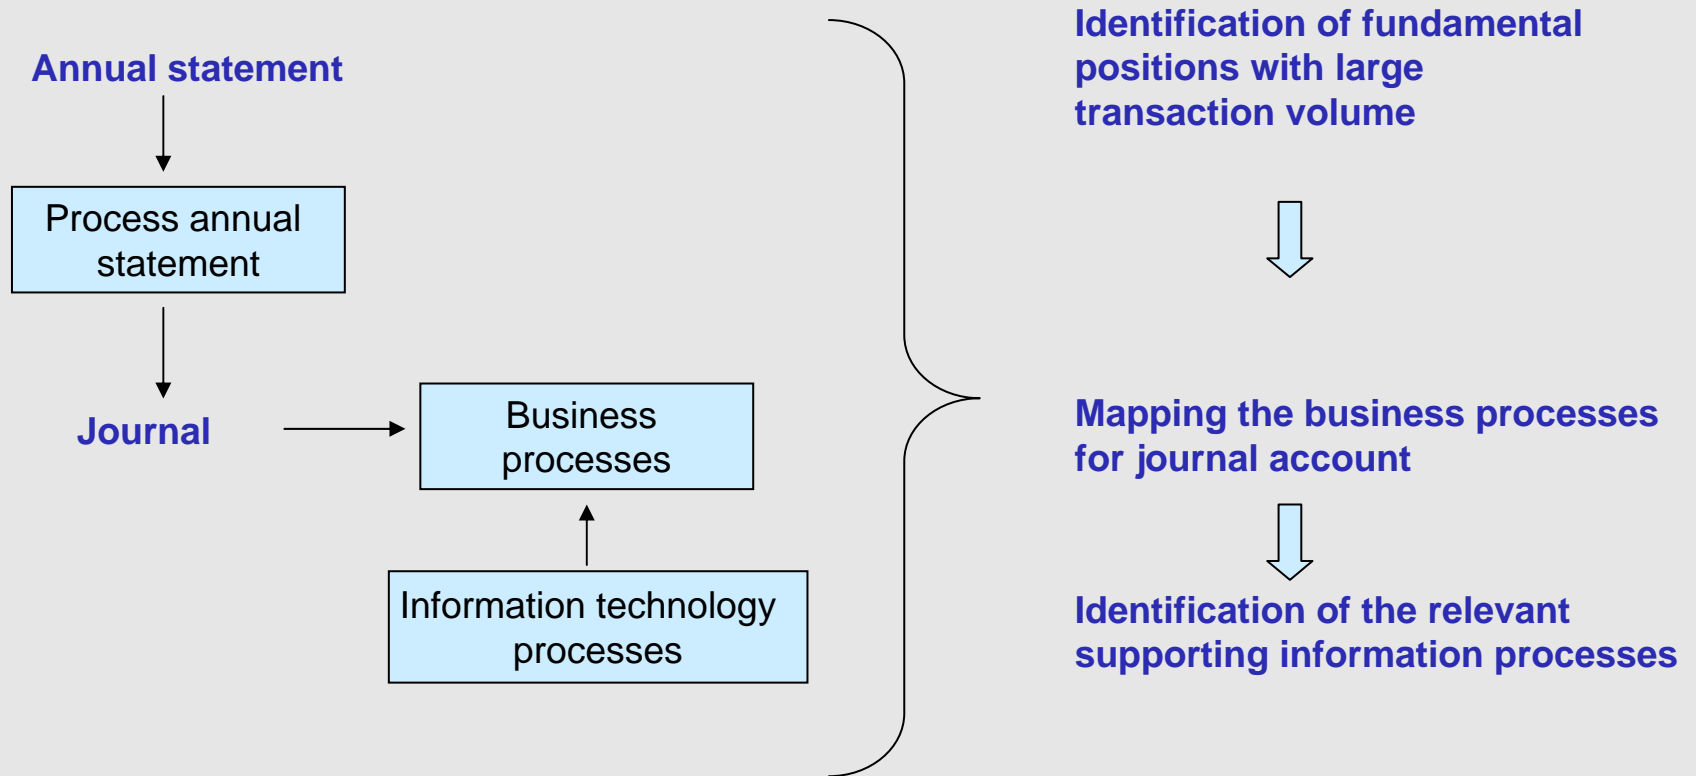 Annual statement
Process annual
statement
Journal
Business
processes
Information technology
processes
Identification of fundamental
positions with large
transaction volume
Mapping the business processes
for journal account
Identification of the relevant
supporting information processes